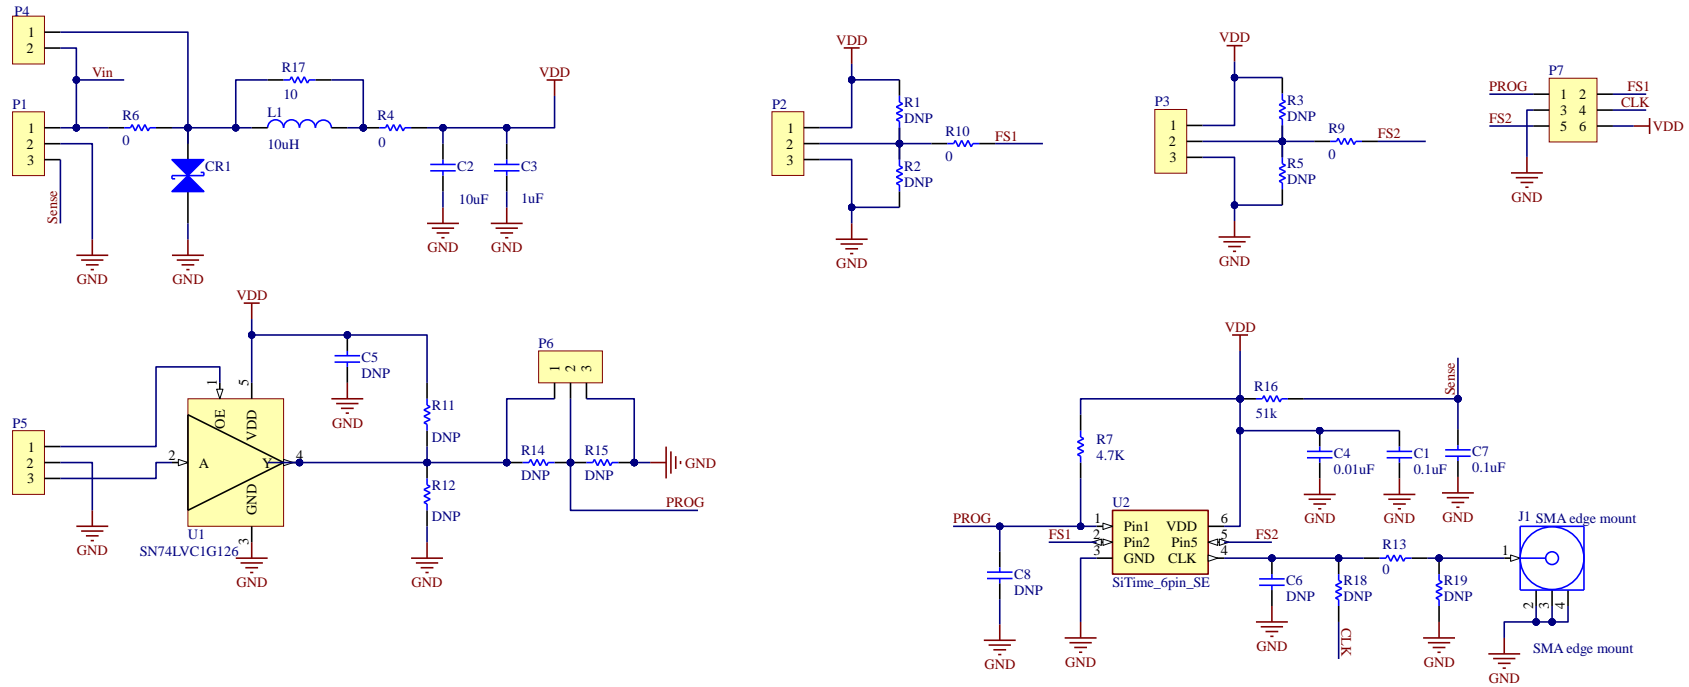 P4
1
2
Vin
P1
1
2
3
Sense
GND
R6
0
CR1
GND
R17
10
L1
10uH
R4
0
VDD
C2
10uF
GND
C3
1uF
GND
VDD
P2
1
2
3
R1
DNP
R2
DNP
R10
0
FS1
GND
VDD
P3
1
2
3
R3
DNP
R5
DNP
R9
0
FS2
GND
P7
PROG
1 2
FS1
3 4
CLK
FS2
5 6
VDD
GND
VDD
P5
1
2
3
GND
1
5
OE
VDD
2
A
Y
4
GND
3
U1
SN74LVC1G126
GND
C5
DNP
GND
R11
DNP
R12
DNP
GND
P6
1 2 3
R14
DNP
R15
DNP
GND
PROG
VDD
R16
51k
Sense
R7
4.7K
C4
0.01uF
GND
C1
0.1uF
GND
C7
0.1uF
GND
U2
PROG
1
Pin1 VDD
6
FS1
2
Pin2 Pin5
5
FS2
3
GND CLK
4
SiTime_6pin_SE
C8
DNP
GND
GND
C6
DNP
GND
R18
DNP
CLK
R13
0
R19
DNP
GND
J1 SMA edge mount
1
2
3
4
SMA edge mount
GND